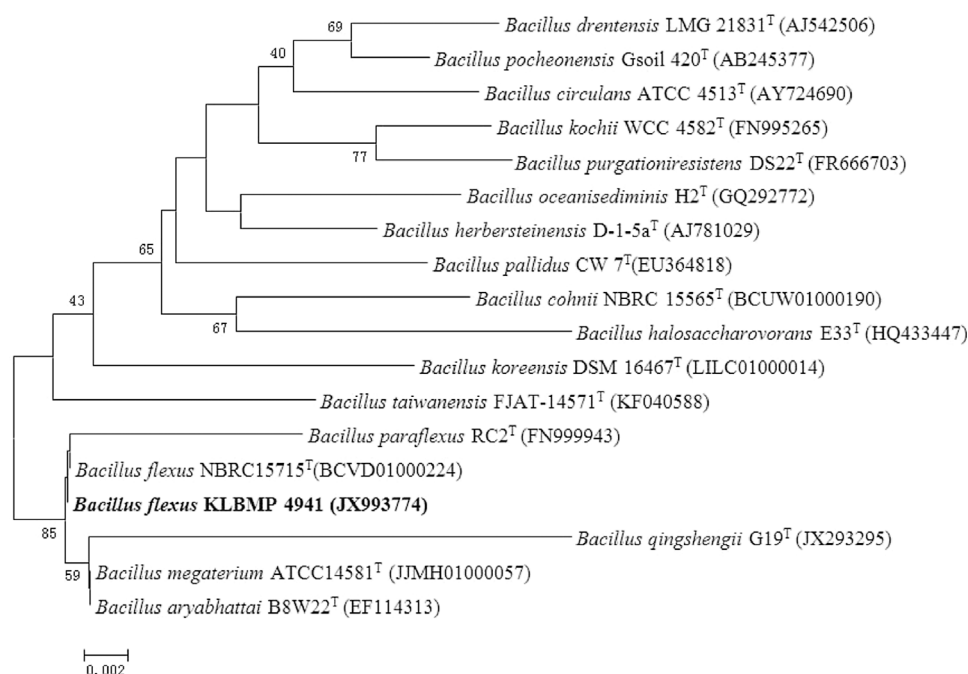 69
Bacillus drentensis LMG 21831T (AJ542506)
40
Bacillus pocheonensis Gsoil 420T (AB245377)
Bacillus circulans ATCC 4513T (AY724690)
Bacillus kochii WCC 4582T (FN995265)
77
Bacillus purgationiresistens DS22T (FR666703)
Bacillus oceanisediminis H2T (GQ292772)
Bacillus herbersteinensis D-1-5aT (AJ781029)
65
Bacillus pallidus CW 7T(EU364818)
Bacillus cohnii NBRC 15565T (BCUW01000190)
43
67
Bacillus halosaccharovorans E33T (HQ433447)
Bacillus koreensis DSM 16467T (LILC01000014)
Bacillus taiwanensis FJAT-14571T (KF040588)
Bacillus paraflexus RC2T (FN999943)
Bacillus flexus NBRC15715T(BCVD01000224)
Bacillus flexus KLBMP 4941 (JX993774)
85
Bacillus qingshengii G19T (JX293295)
59
Bacillus megaterium ATCC14581T (JJMH01000057)
Bacillus aryabhattai B8W22T (EF114313)
0.002